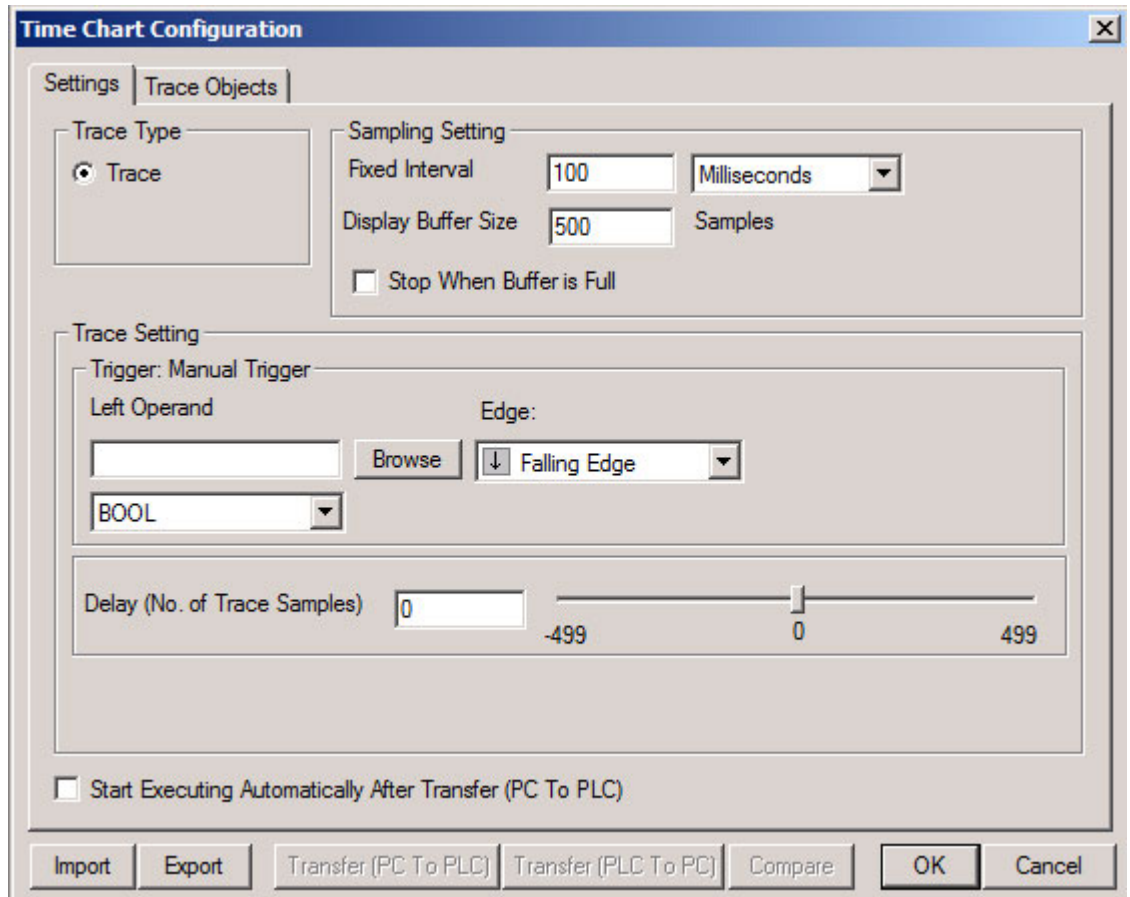 Time Chart Configuration
Settings Trace Objects
Trace Type
Trace
Sampling Setting
Fixed Interval 100 Milliseconds
Display Buffer Size 500 Samples
Stop When Buffer is Full
Trace Setting
Trigger: Manual Trigger
Left Operand Edge:
Browse Falling Edge
BOOL
Delay (No. of Trace Samples) 0
-499 0 499
Start Executing Automatically After Transfer (PC To PLC)
Import Export Transfer (PC To PLC) Transfer (PLC To PC) Compare OK Cancel